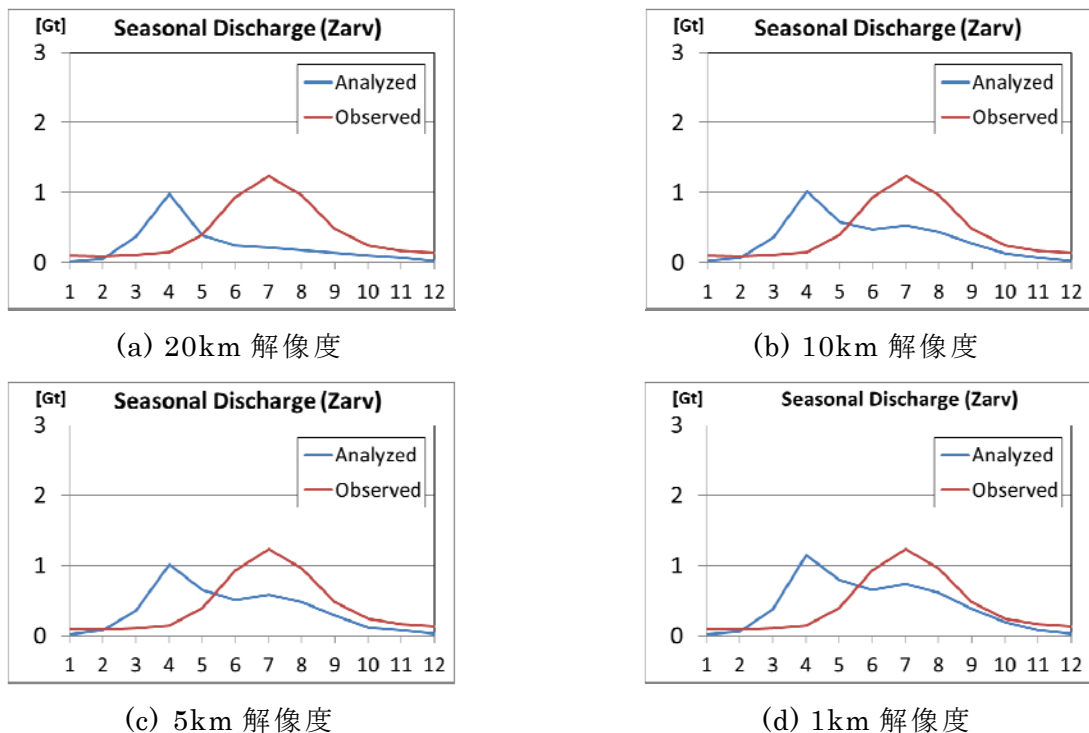 [Gt] Seasonal Discharge (Zarv)
3
Analyzed
2
Observed
1
0
1 2 3 4 5 6 7 8 9 10 11 12
(a) 20km 解像度
[Gt] Seasonal Discharge (Zarv)
3
Analyzed
2
Observed
1
0
1 2 3 4 5 6 7 8 9 10 11 12
(b) 10km 解像度
[Gt] Seasonal Discharge (Zarv)
3
Analyzed
2
Observed
1
0
1 2 3 4 5 6 7 8 9 10 11 12
(c) 5km 解像度
[Gt] Seasonal Discharge (Zarv)
3
Analyzed
2
Observed
1
0
1 2 3 4 5 6 7 8 9 10 11 12
(d) 1km 解像度